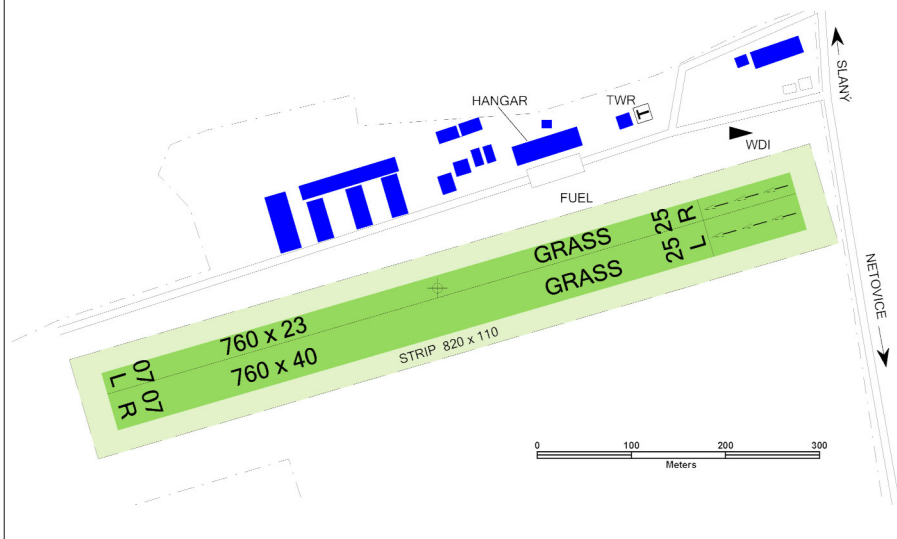 HANGAR
TWR
T
SLANÝ
WDI
FUEL
GRASS
25
R
GRASS
25
L
NETOVICE
760 x 23
760 x 40
STRIP 820 x 110
L
07
R
07
0 100 200 300
Meters